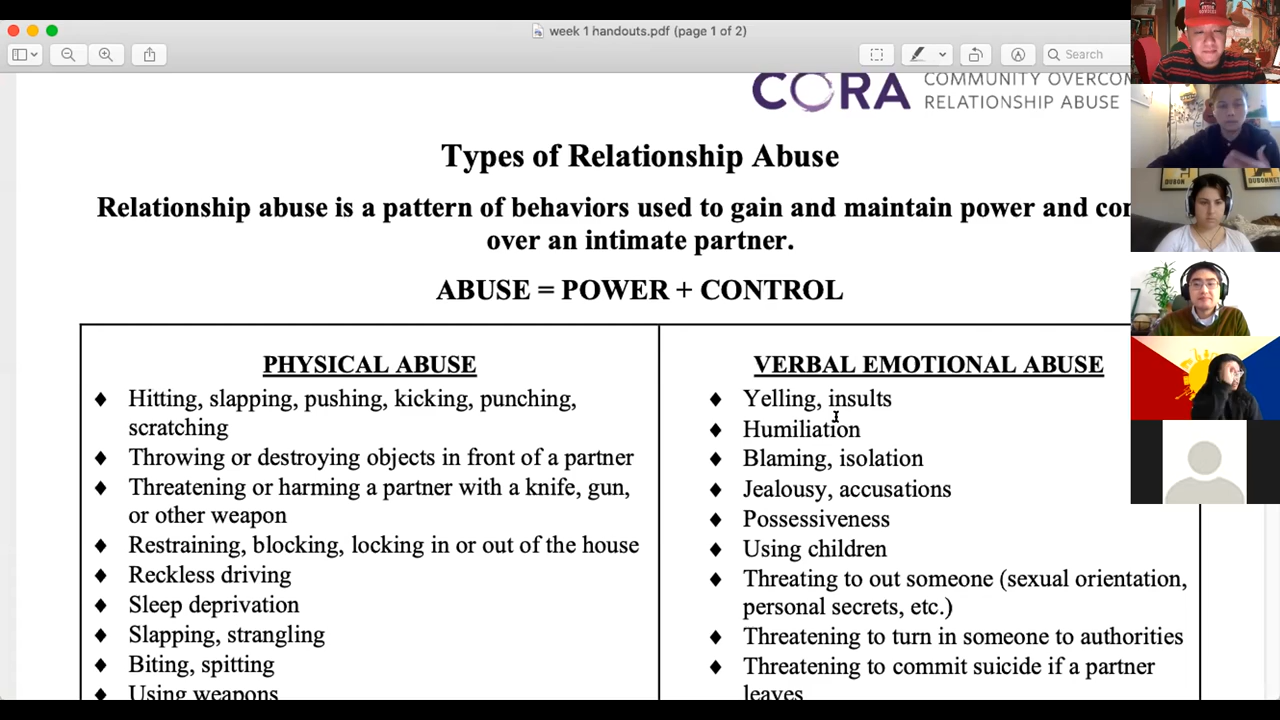 week 1 handouts.pdf (page 1 of 2)
Search
CORA
COMMUNITY OVERCOM
RELATIONSHIP ABUSE
Types of Relationship Abuse
Relationship abuse is a pattern of behaviors used to gain and maintain power and con
over an intimate partner.
ABUSE = POWER + CONTROL
PHYSICAL ABUSE
♦ Hitting, slapping, pushing, kicking, punching,
scratching
♦ Throwing or destroying objects in front of a partner
♦ Threatening or harming a partner with a knife, gun,
or other weapon
♦ Restraining, blocking, locking in or out of the house
♦ Reckless driving
♦ Sleep deprivation
♦ Slapping, strangling
♦ Biting, spitting
♦ Using weapons
VERBAL EMOTIONAL ABUSE
♦ Yelling, insults
♦ Humiliation
♦ Blaming, isolation
♦ Jealousy, accusations
♦ Possessiveness
♦ Using children
♦ Threating to out someone (sexual orientation,
personal secrets, etc.)
♦ Threatening to turn in someone to authorities
♦ Threatening to commit suicide if a partner
leaves
DUBON
DUBONNET